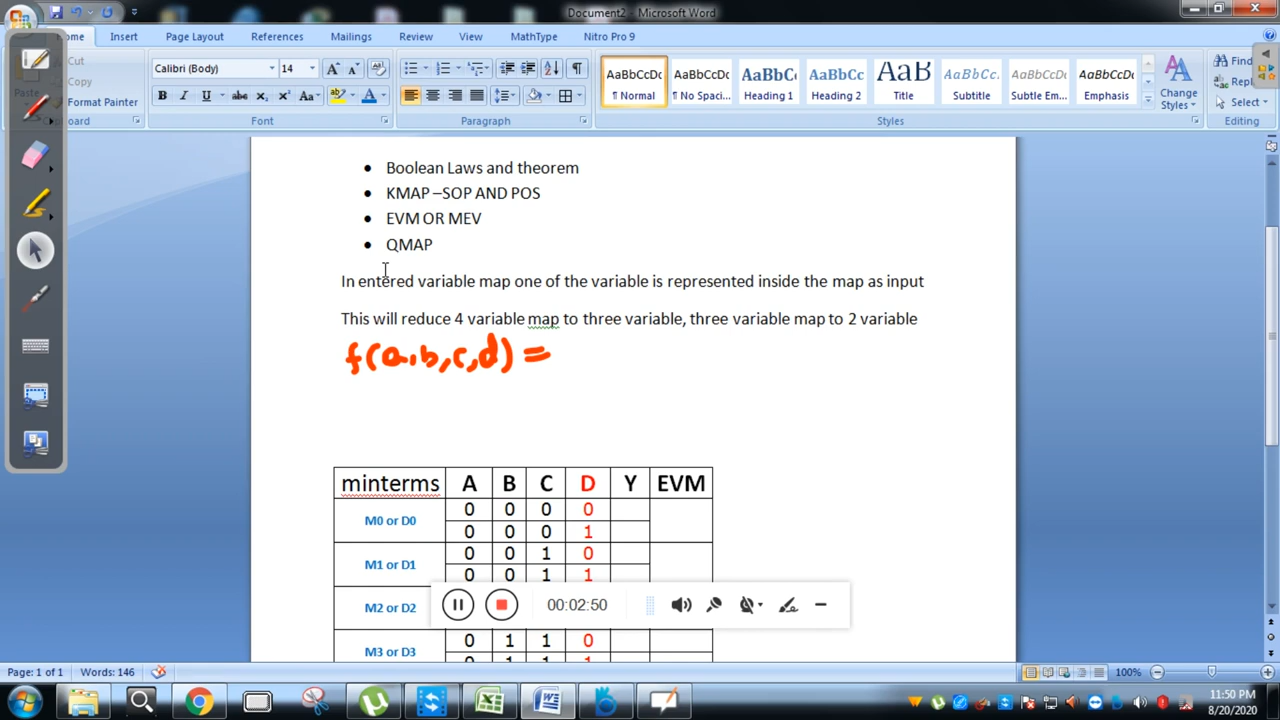 Document2 - Microsoft Word
Home Insert Page Layout References Mailings Review View MathType Nitro Pro 9
Cut
Copy
Format Painter
Paste
Calibri (Body) 14
AaBbCcDc AaBbCcDc AaBbC AaBbCc AaB AaBbCc. AaBbCcDc AaBbCcDc
¶ Normal ¶ No Spaci... Heading 1 Heading 2 Title Subtitle Subtle Em... Emphasis
Change Styles
Find
Repl
Select
Font Paragraph Styles Editing
• Boolean Laws and theorem
• KMAP –SOP AND POS
• EVM OR MEV
• QMAP
In entered variable map one of the variable is represented inside the map as input
This will reduce 4 variable map to three variable, three variable map to 2 variable
f(a,b,c,d) =
minterms A B C D Y EVM
M0 or D0
0 0 0 0
0 0 0 1
M1 or D1
0 0 1 0
0 0 1 1
M2 or D2
00:02:50
M3 or D3
0 1 1 0
Page: 1 of 1 Words: 146 100%
11:50 PM
8/20/2020